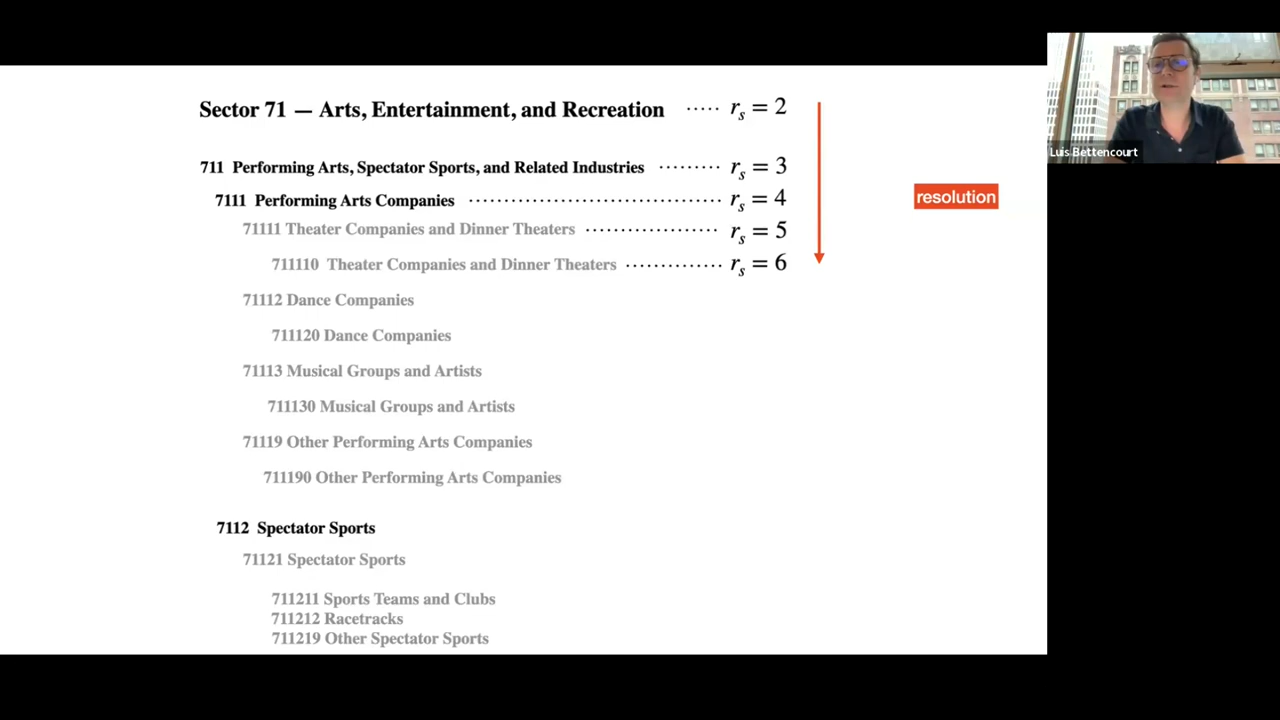 Sector 71 — Arts, Entertainment, and Recreation ····· r_s = 2
711 Performing Arts, Spectator Sports, and Related Industries ········· r_s = 3
7111 Performing Arts Companies ····································· r_s = 4
71111 Theater Companies and Dinner Theaters ··················· r_s = 5
711110 Theater Companies and Dinner Theaters ·············· r_s = 6
71112 Dance Companies
711120 Dance Companies
71113 Musical Groups and Artists
711130 Musical Groups and Artists
71119 Other Performing Arts Companies
711190 Other Performing Arts Companies
7112 Spectator Sports
71121 Spectator Sports
711211 Sports Teams and Clubs
711212 Racetracks
711219 Other Spectator Sports
resolution
Luis Bettencourt